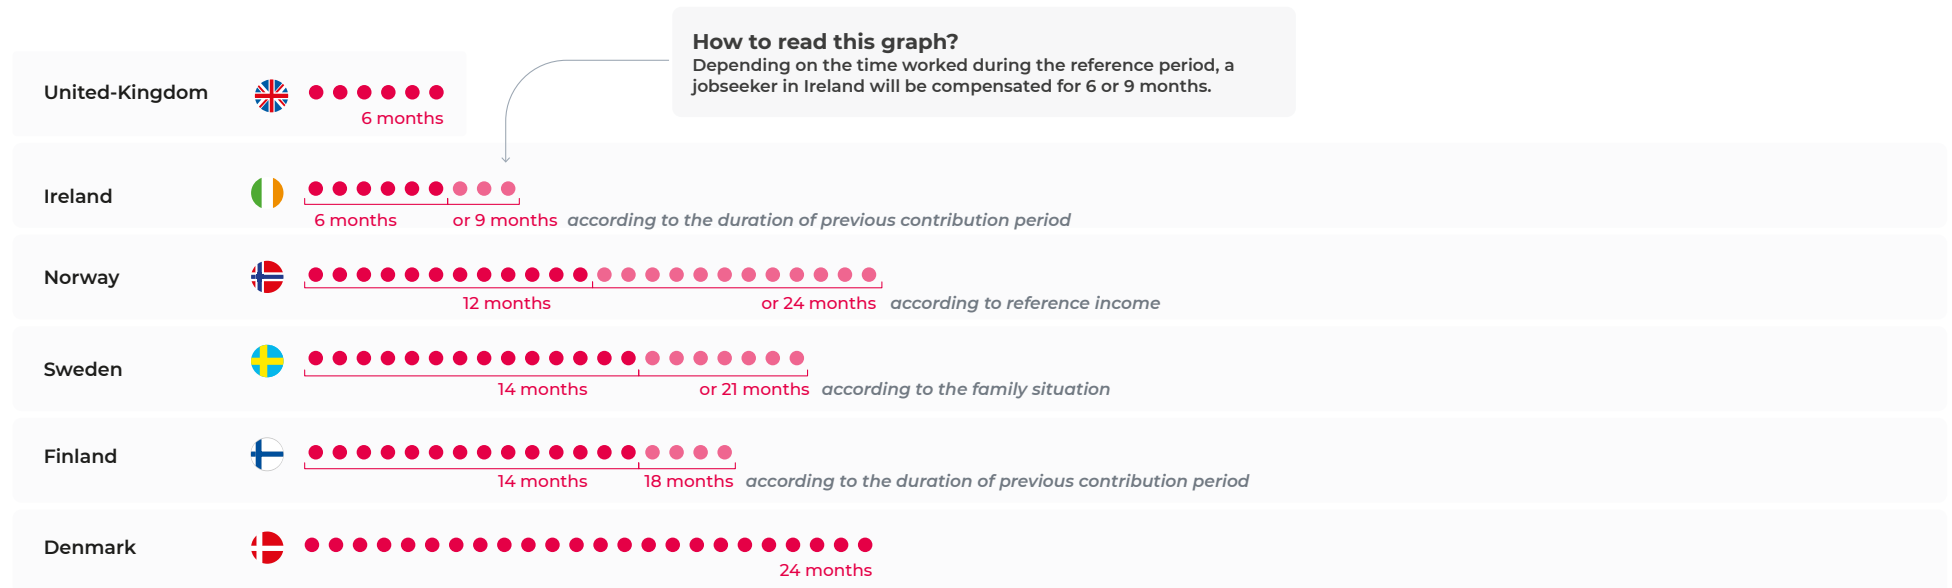 How to read this graph?
Depending on the time worked during the reference period, a
jobseeker in Ireland will be compensated for 6 or 9 months.
United-Kingdom
6 months
Ireland
6 months or 9 months according to the duration of previous contribution period
Norway
12 months or 24 months according to reference income
Sweden
14 months or 21 months according to the family situation
Finland
14 months 18 months according to the duration of previous contribution period
Denmark
24 months